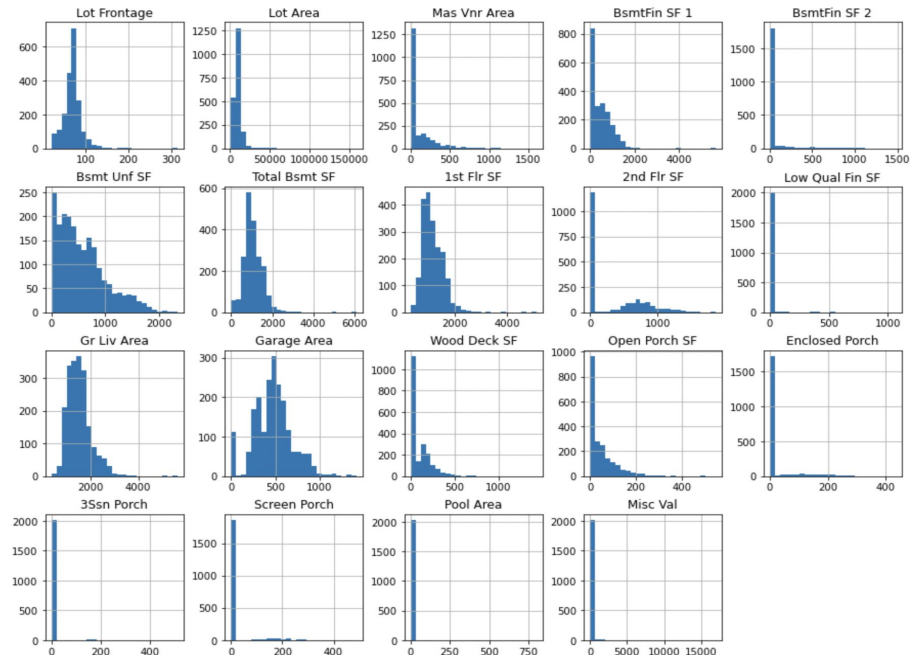 Lot Frontage Lot Area Mas Vnr Area BsmtFin SF 1 BsmtFin SF 2
600 1250 1250 800 1500
400 1000 1000 600 1000
200 750 750 400 500
0 500 500 200 0
250 250 0
0 0
100 200 300 0 50000 100000 150000 0 500 1000 1500 0 2000 4000 0 500 1000 1500
Bsmt Unf SF Total Bsmt SF 1st Flr SF 2nd Flr SF Low Qual Fin SF
250 600 400 1000 2000
200 400 300 750 1500
150 200 200 500 1000
100 0 100 250 500
50 0 0 0
0
0 1000 2000 0 2000 4000 6000 2000 4000 0 1000 0 500 1000
Gr Liv Area Garage Area Wood Deck SF Open Porch SF Enclosed Porch
300 300 1000 1000 1500
200 200 800 800 1000
100 100 600 600 500
0 0 400 400 0
200 200
0 0
2000 4000 0 500 1000 0 500 1000 0 200 400 0 200 400
3Ssn Porch Screen Porch Pool Area Misc Val
2000 1500 2000 2000
1500 1000 1500 1500
1000 500 1000 1000
500 0 500 500
0 0 0
0 200 400 0 200 400 0 250 500 750 0 5000 10000 15000